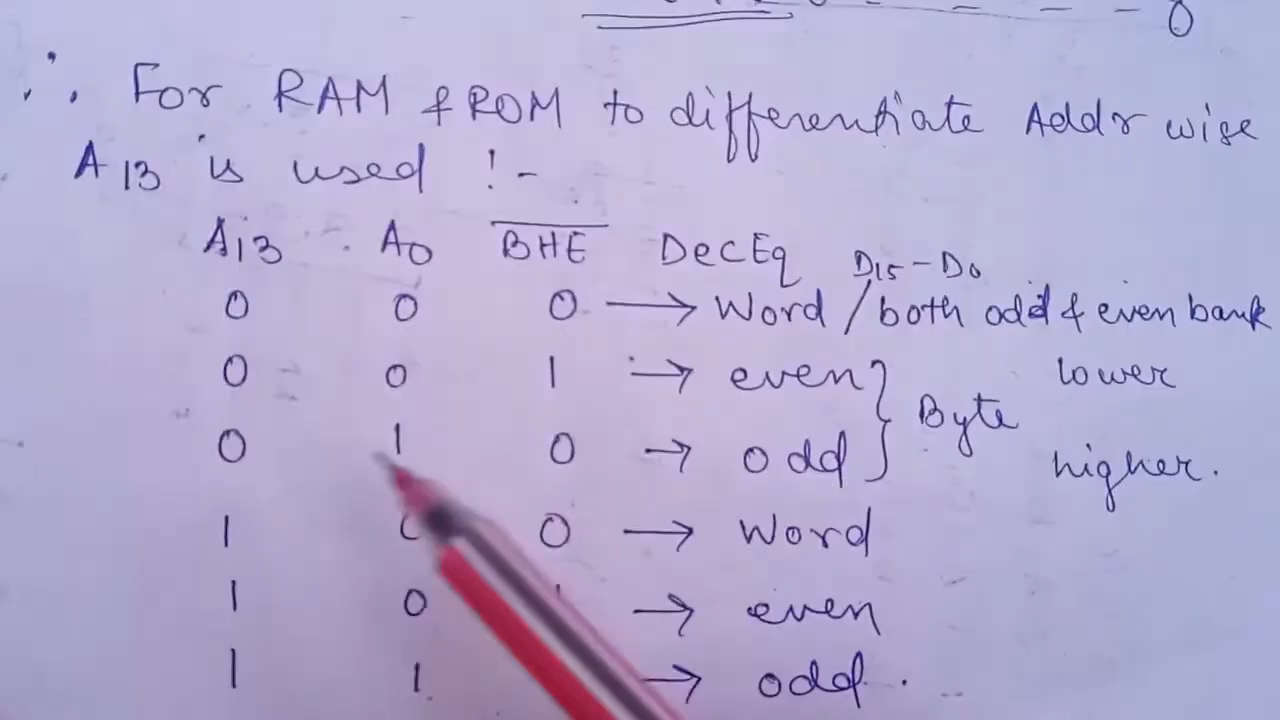 0
∴ For RAM & ROM to differentiate Addr wise
A13 is used :-
A13 A0 B̅H̅E̅ DecEq D15-D0
0 0 0 → Word / both odd & even bank
0 0 1 → even } Byte lower
0 1 0 → odd } higher.
1 0 → Word
1 0 → even
1 1 → odd.